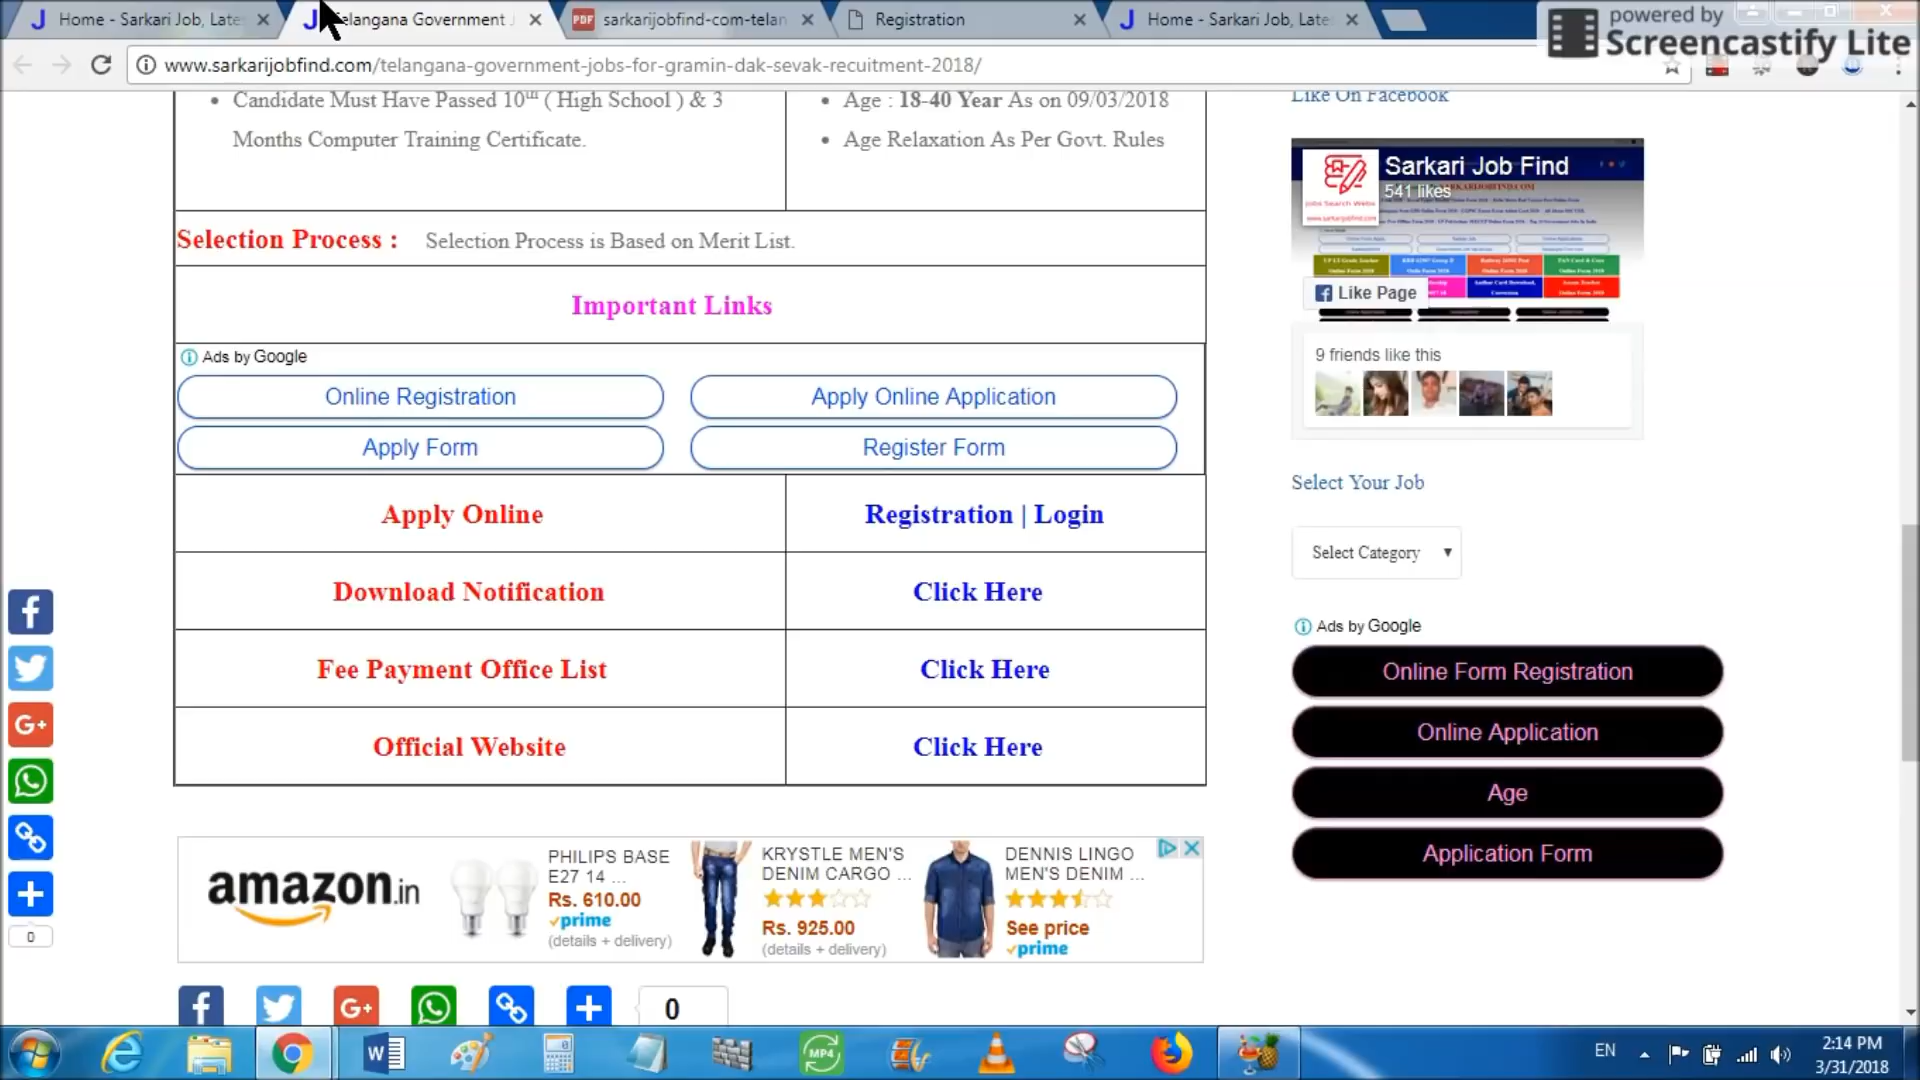 Home - Sarkari Job, Late
Telangana Government J
sarkarijobfind-com-telan
Registration
Home - Sarkari Job, Late
powered by
Screencastify Lite
www.sarkarijobfind.com/telangana-government-jobs-for-gramin-dak-sevak-recuitment-2018/
Candidate Must Have Passed 10th ( High School ) & 3
Months Computer Training Certificate.
Age : 18-40 Year As on 09/03/2018
Age Relaxation As Per Govt. Rules
Selection Process : Selection Process is Based on Merit List.
Important Links
Ads by Google
Online Registration
Apply Online Application
Apply Form
Register Form
Apply Online
Registration | Login
Download Notification
Click Here
Fee Payment Office List
Click Here
Official Website
Click Here
Like On Facebook
Sarkari Job Find
541 likes
Like Page
9 friends like this
Select Your Job
Select Category
Ads by Google
Online Form Registration
Online Application
Age
Application Form
0
amazon.in
PHILIPS BASE
E27 14 ...
Rs. 610.00
prime
(details + delivery)
KRYSTLE MEN'S
DENIM CARGO ...
Rs. 925.00
(details + delivery)
DENNIS LINGO
MEN'S DENIM ...
See price
prime
0
EN
2:14 PM
3/31/2018